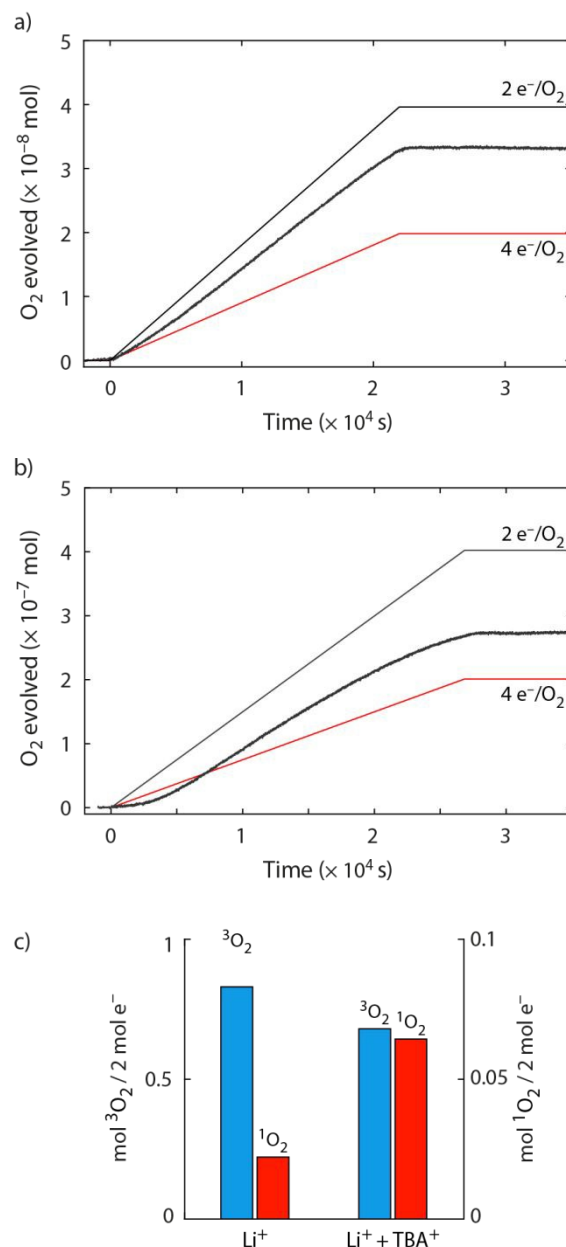 a)
5
4
3
2
1
0
O₂ evolved (× 10⁻⁸ mol)
2 e⁻/O₂
4 e⁻/O₂
0 1 2 3
Time (× 10⁴ s)
b)
5
4
3
2
1
0
O₂ evolved (× 10⁻⁷ mol)
2 e⁻/O₂
4 e⁻/O₂
0 1 2 3
Time (× 10⁴ s)
c)
1
0.5
0
mol ³O₂ / 2 mol e⁻
³O₂
¹O₂
³O₂ ¹O₂
0.1
0.05
0
mol ¹O₂ / 2 mol e⁻
Li⁺ Li⁺ + TBA⁺